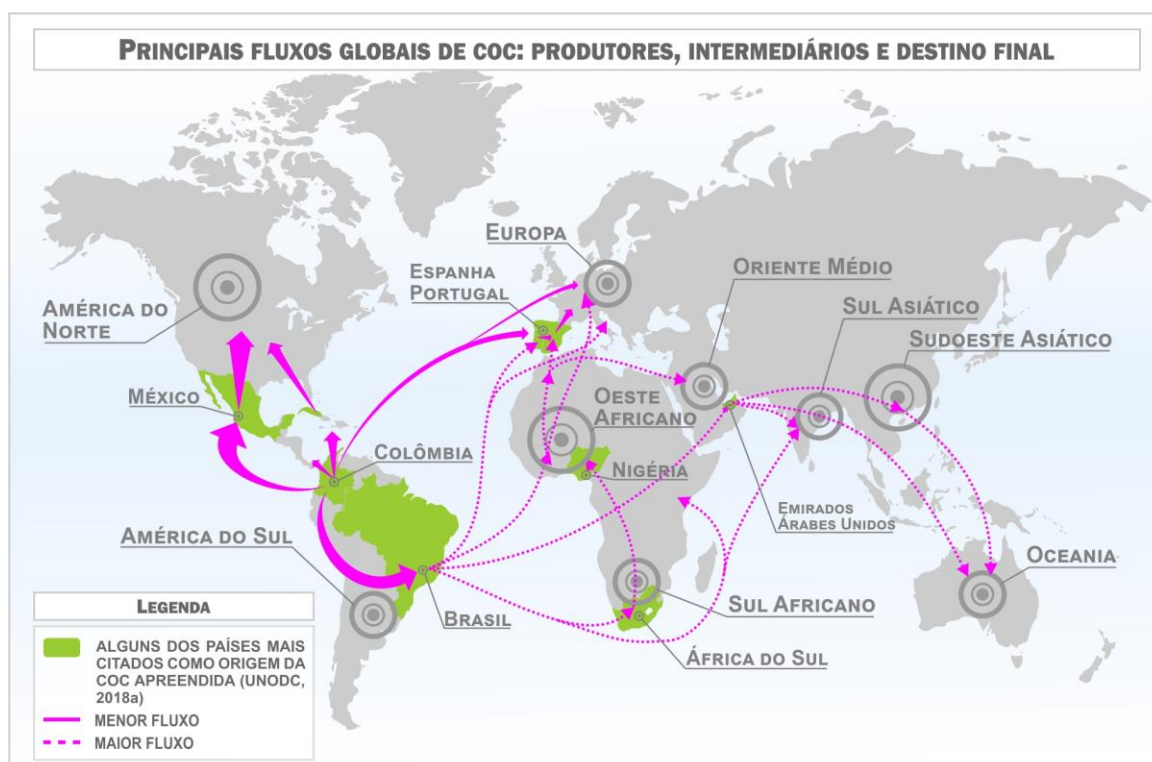 PRINCIPAIS FLUXOS GLOBAIS DE COC: PRODUTORES, INTERMEDIÁRIOS E DESTINO FINAL
EUROPA
ESPANHA
PORTUGAL
ORIENTE MÉDIO
SUL ASIÁTICO
SUDOESTE ASIÁTICO
AMÉRICA DO
NORTE
MÉXICO
OESTE
AFRICANO
COLÔMBIA
NIGÉRIA
EMIRADOS
ÁRABES UNIDOS
AMÉRICA DO SUL
OCEANIA
BRASIL
SUL AFRICANO
ÁFRICA DO SUL
LEGENDA
ALGUNS DOS PAÍSES MAIS
CITADOS COMO ORIGEM DA
COC APREENDIDA (UNODC,
2018a)
MENOR FLUXO
MAIOR FLUXO